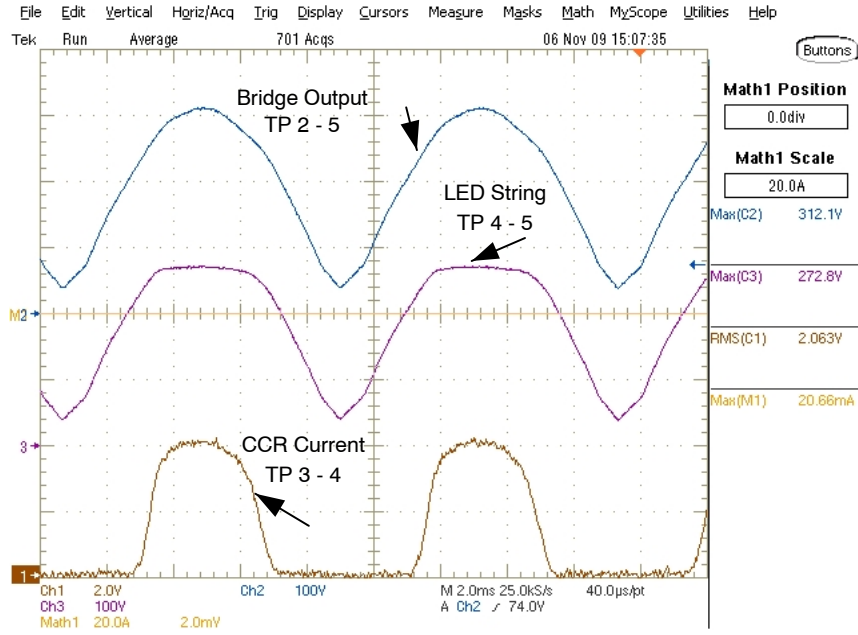 File Edit Vertical Horiz/Acq Trig Display Cursors Measure Masks Math MyScope Utilities Help
Tek Run Average 701 Acqs 06 Nov 09 15:07:35
Buttons
Bridge Output
TP 2 - 5
LED String
TP 4 - 5
CCR Current
TP 3 - 4
M2
3
1
Math1 Position
0.0div
Math1 Scale
20.0A
Max(C2) 312.1V
Max(C3) 272.8V
RMS(C1) 2.063V
Max(M1) 20.66mA
Ch1 2.0V Ch2 100V M 2.0ms 25.0kS/s 40.0µs/pt
Ch3 100V A Ch2 / 74.0V
Math1 20.0A 2.0mV